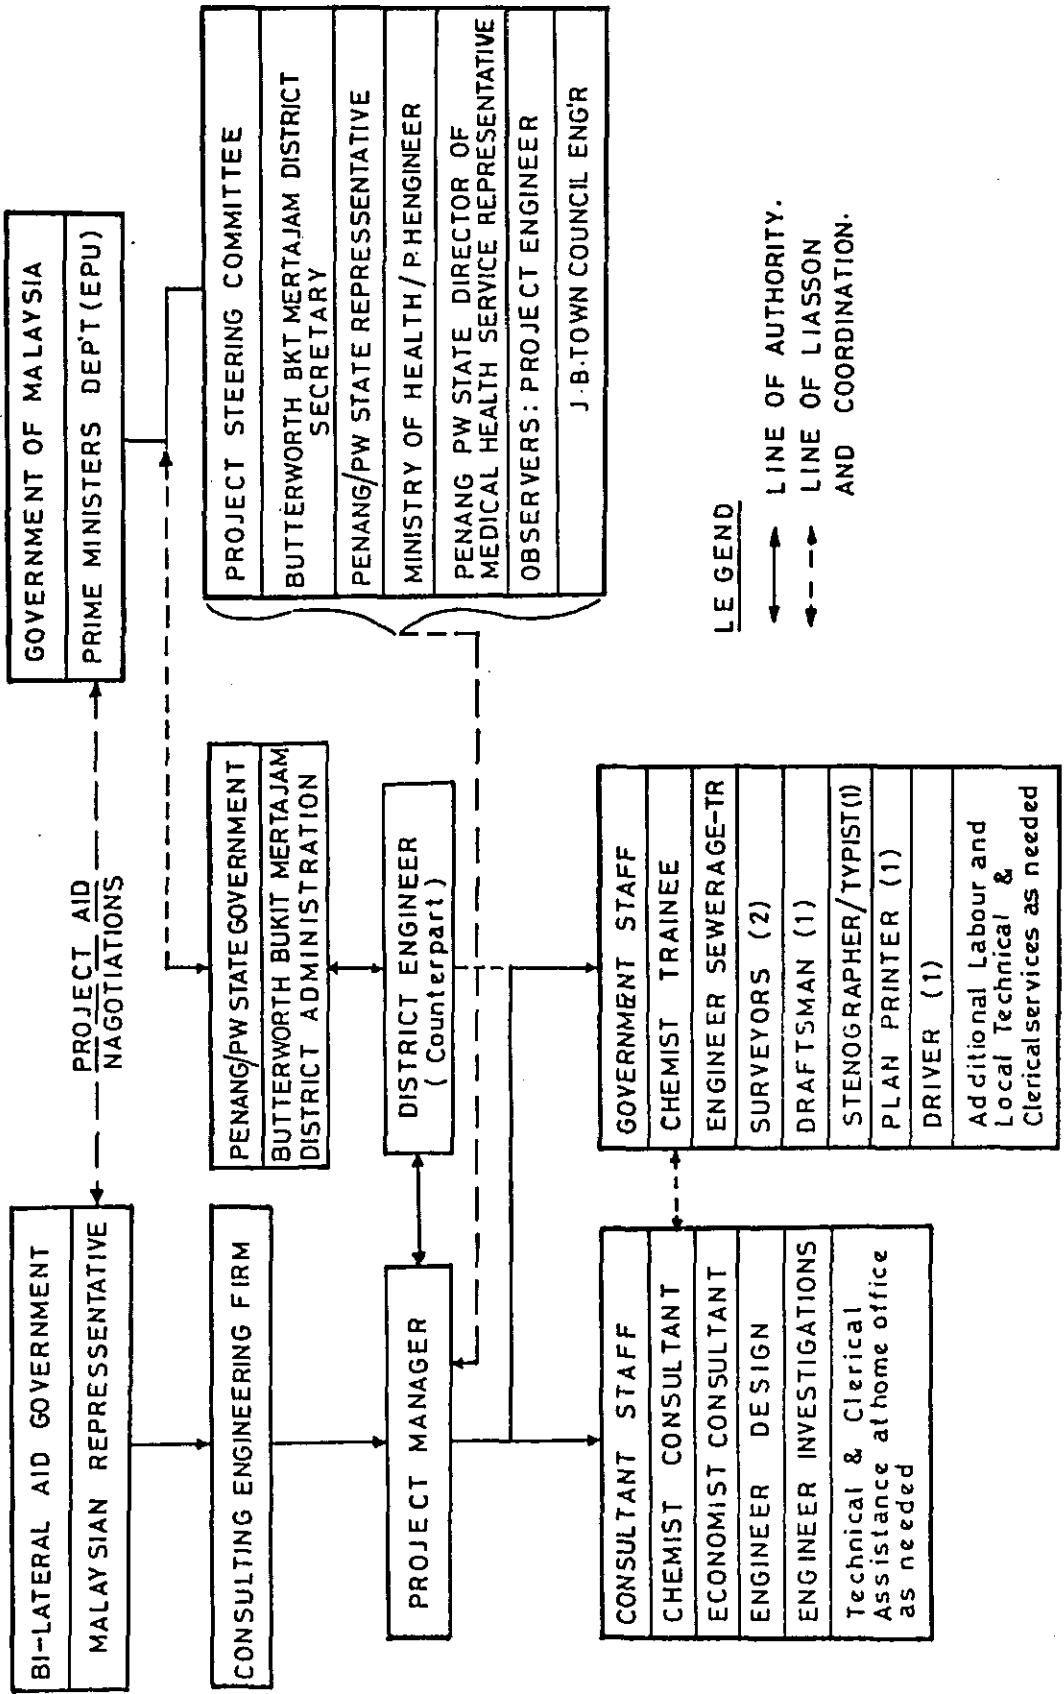 BI-LATERAL AID GOVERNMENT
MALAYSIAN REPRESSENTATIVE
PROJECT AID
NAGOTIATIONS
GOVERNMENT OF MALAYSIA
PRIME MINISTERS DEP'T (EPU)
CONSULTING ENGINEERING FIRM
PENANG/PW STATE GOVERNMENT
BUTTERWORTH BUKIT MERTAJAM
DISTRICT ADMINISTRATION
PROJECT STEERING COMMITTEE
BUTTERWORTH BKT MERTAJAM DISTRICT
SECRETARY
PENANG/PW STATE REPRESSENTATIVE
MINISTRY OF HEALTH/P.H ENGINEER
PENANG PW STATE DIRECTOR OF
MEDICAL HEALTH SERVICE REPRESENTATIVE
OBSERVERS: PROJECT ENGINEER
J.B.TOWN COUNCIL ENG'R
PROJECT MANAGER
DISTRICT ENGINEER
(Counterpart)
CONSULTANT STAFF
CHEMIST CONSULTANT
ECONOMIST CONSULTANT
ENGINEER DESIGN
ENGINEER INVESTIGATIONS
Technical & Clerical
Assistance at home office
as needed
GOVERNMENT STAFF
CHEMIST TRAINEE
ENGINEER SEWERAGE-TR
SURVEYORS (2)
DRAFTSMAN (1)
STENOGRAPHER/TYPIST(1)
PLAN PRINTER (1)
DRIVER (1)
Additional Labour and
Local Technical &
Clerical services as needed
LEGEND
LINE OF AUTHORITY.
LINE OF LIASSON
AND COORDINATION.